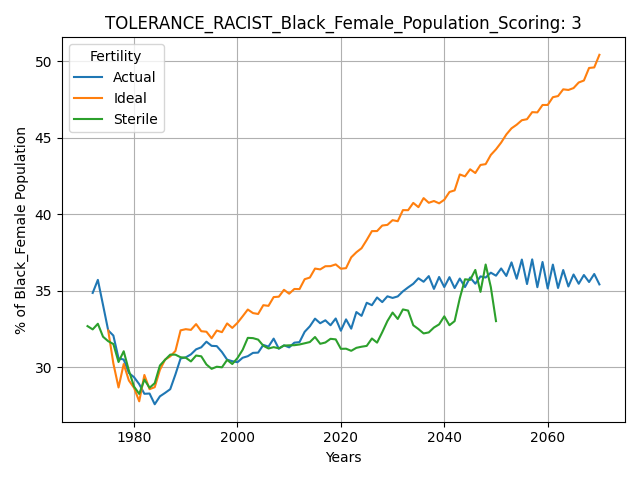 TOLERANCE_RACIST_Black_Female_Population_Scoring: 3
Fertility
Actual
Ideal
Sterile
% of Black_Female Population
50
45
40
35
30
1980 2000 2020 2040 2060
Years